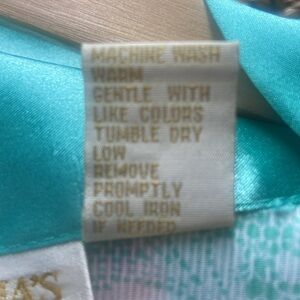 MACHINE WASH
WARM
GENTLE WITH
LIKE COLORS
TUMBLE DRY
LOW
REMOVE
PROMPTLY
COOL IRON
IF NEEDED